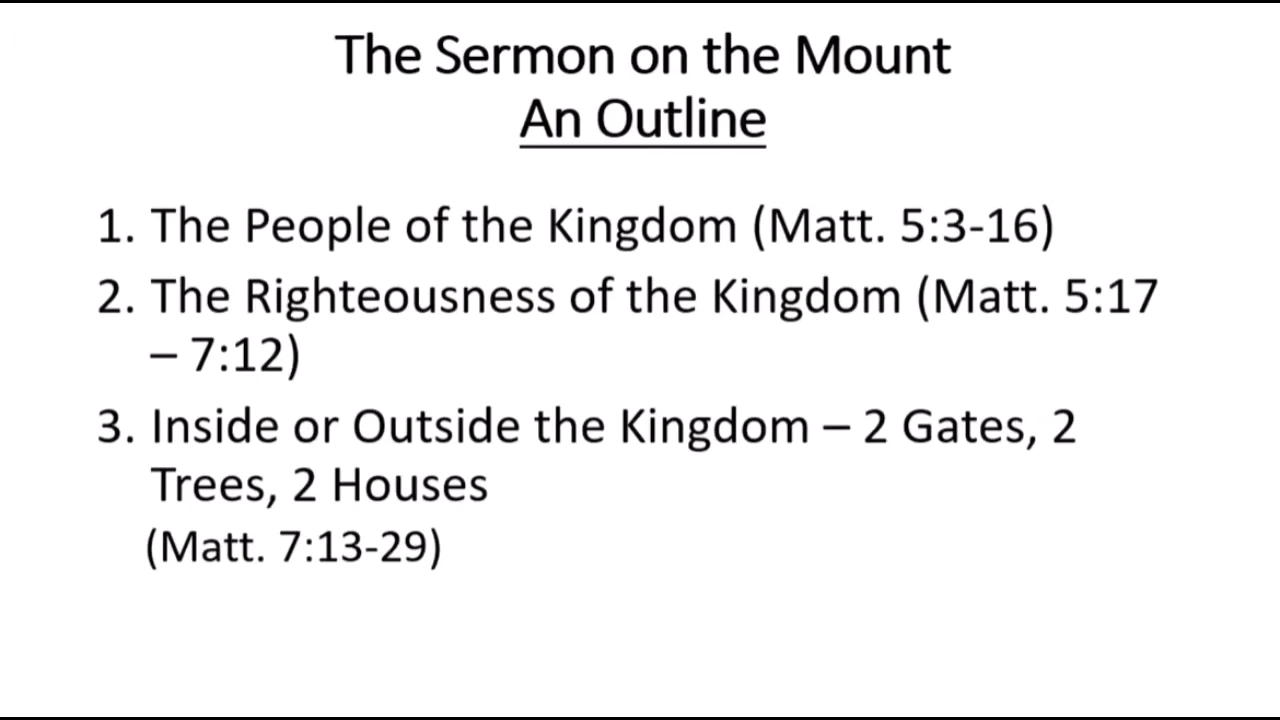 The Sermon on the Mount
An Outline
1. The People of the Kingdom (Matt. 5:3-16)
2. The Righteousness of the Kingdom (Matt. 5:17
– 7:12)
3. Inside or Outside the Kingdom – 2 Gates, 2
Trees, 2 Houses
(Matt. 7:13-29)